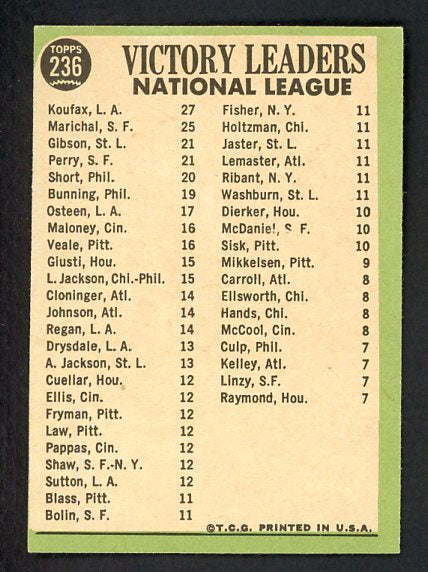 TOPPS
236
VICTORY LEADERS
NATIONAL LEAGUE
Koufax, L. A. 27
Marichal, S. F. 25
Gibson, St. L. 21
Perry, S. F. 21
Short, Phil. 20
Bunning, Phil. 19
Osteen, L. A. 17
Maloney, Cin. 16
Veale, Pitt. 16
Giusti, Hou. 15
L. Jackson, Chi.-Phil. 15
Cloninger, Atl. 14
Johnson, Atl. 14
Regan, L. A. 14
Drysdale, L. A. 13
A. Jackson, St. L. 13
Cuellar, Hou. 12
Ellis, Cin. 12
Fryman, Pitt. 12
Law, Pitt. 12
Pappas, Cin. 12
Shaw, S. F.-N. Y. 12
Sutton, L. A. 12
Blass, Pitt. 11
Bolin, S. F. 11
Fisher, N. Y. 11
Holtzman, Chi. 11
Jaster, St. L. 11
Lemaster, Atl. 11
Ribant, N. Y. 11
Washburn, St. L. 11
Dierker, Hou. 10
McDaniel, S. F. 10
Sisk, Pitt. 10
Mikkelsen, Pitt. 9
Carroll, Atl. 8
Ellsworth, Chi. 8
Hands, Chi. 8
McCool, Cin. 8
Culp, Phil. 7
Kelley, Atl. 7
Linzy, S.F. 7
Raymond, Hou. 7
©T.C.G. PRINTED IN U.S.A.